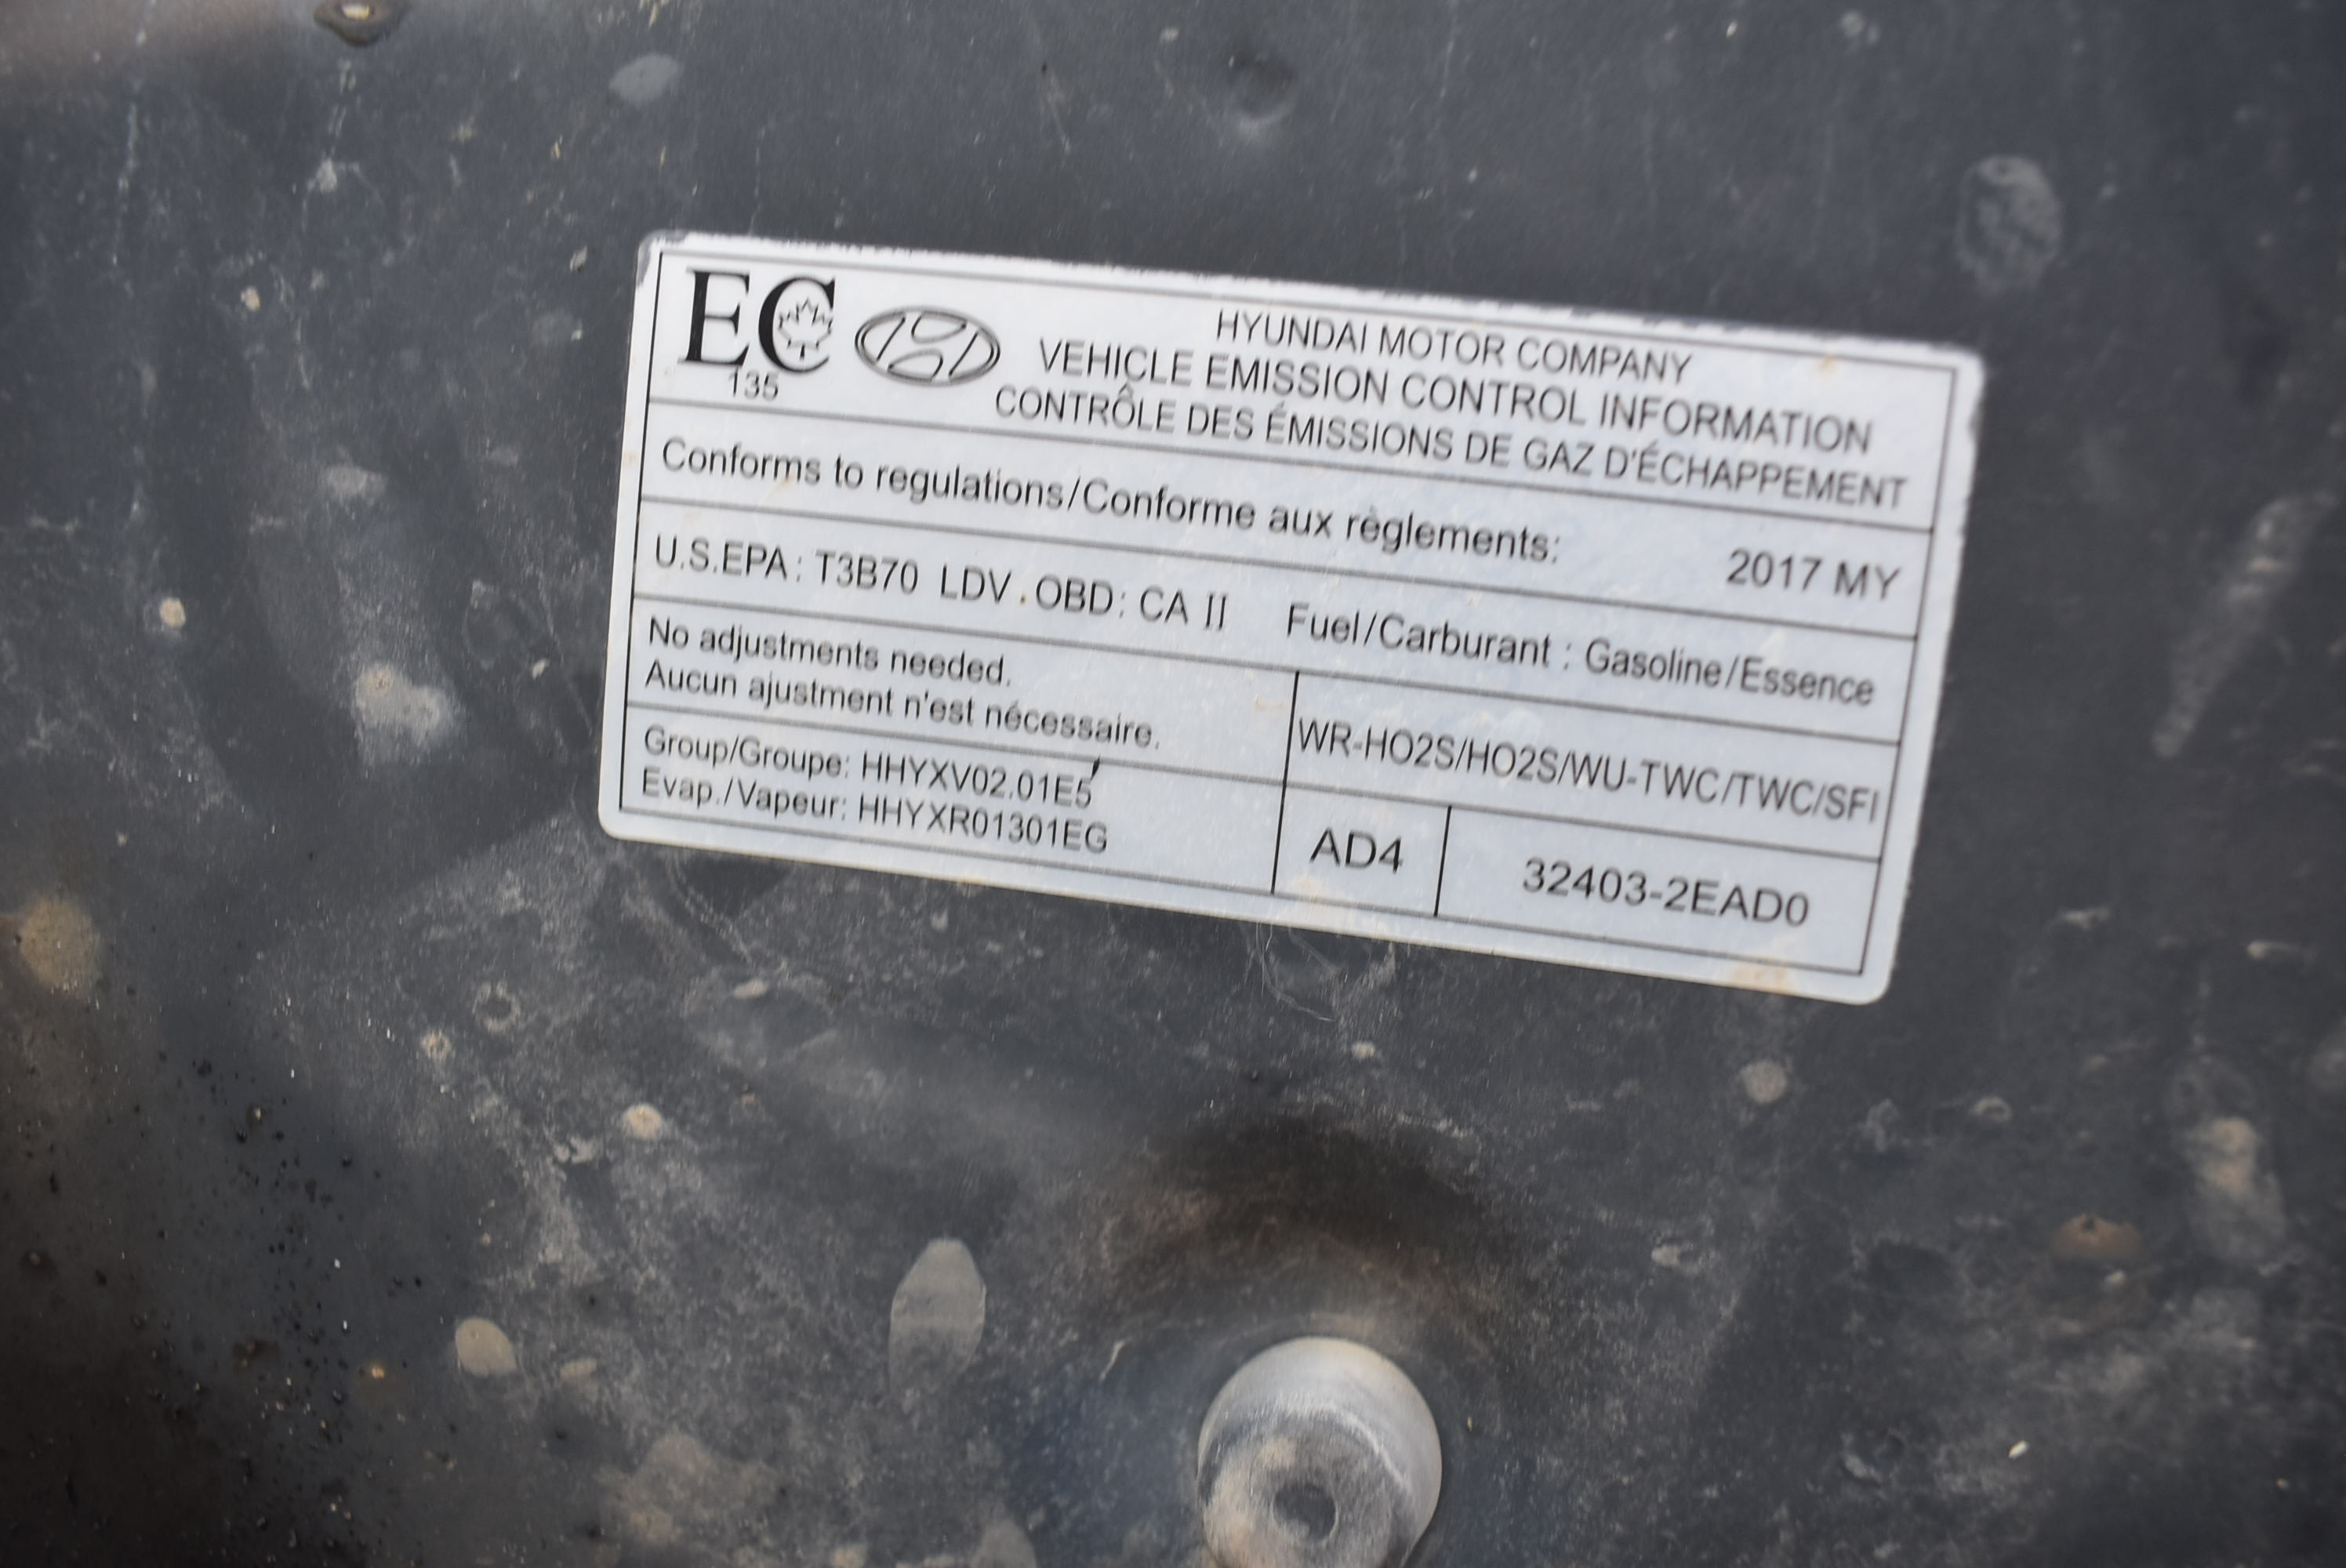 EC
135
HYUNDAI MOTOR COMPANY
VEHICLE EMISSION CONTROL INFORMATION
CONTRÔLE DES ÉMISSIONS DE GAZ D'ÉCHAPPEMENT
Conforms to regulations/Conforme aux règlements: 2017 MY
U.S.EPA: T3B70 LDV . OBD: CA II Fuel/Carburant : Gasoline/Essence
No adjustments needed.
Aucun ajustment n'est nécessaire.
WR-HO2S/HO2S/WU-TWC/TWC/SFI
Group/Groupe: HHYXV02.01E5
Evap./Vapeur: HHYXR01301EG
AD4
32403-2EAD0